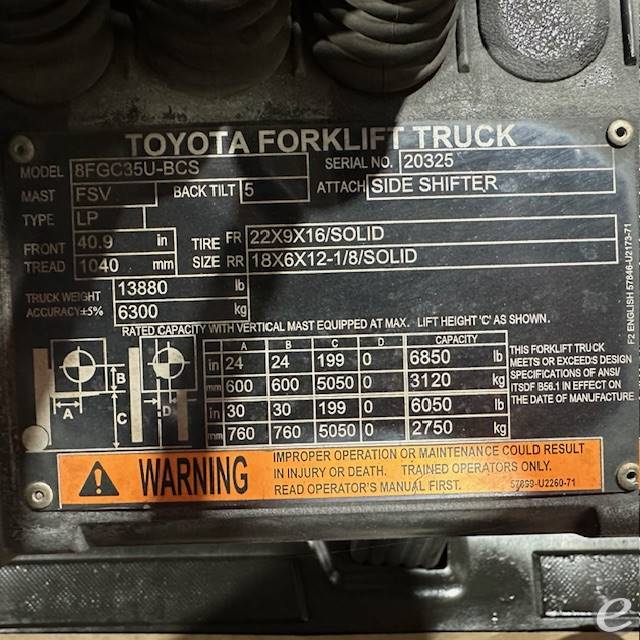 TOYOTA FORKLIFT TRUCK
MODEL 8FGC35U-BCS SERIAL NO. 20325
MAST FSV BACK TILT 5 ATTACH SIDE SHIFTER
TYPE LP
FRONT TREAD 40.9 in 1040 mm
TIRE SIZE FR 22X9X16/SOLID
RR 18X6X12-1/8/SOLID
TRUCK WEIGHT ACCURACY±5% 13880 lb
6300 kg
RATED CAPACITY WITH VERTICAL MAST EQUIPPED AT MAX. LIFT HEIGHT 'C' AS SHOWN.
A B C D CAPACITY
in 24 24 199 0 6850 lb
mm 600 600 5050 0 3120 kg
in 30 30 199 0 6050 lb
mm 760 760 5050 0 2750 kg
A B C D
THIS FORKLIFT TRUCK
MEETS OR EXCEEDS DESIGN
SPECIFICATIONS OF ANSI/
ITSDF B56.1 IN EFFECT ON
THE DATE OF MANUFACTURE.
F2 ENGLISH 57846-U2173-71
WARNING
IMPROPER OPERATION OR MAINTENANCE COULD RESULT
IN INJURY OR DEATH. TRAINED OPERATORS ONLY.
READ OPERATOR'S MANUAL FIRST. 57899-U2260-71
e